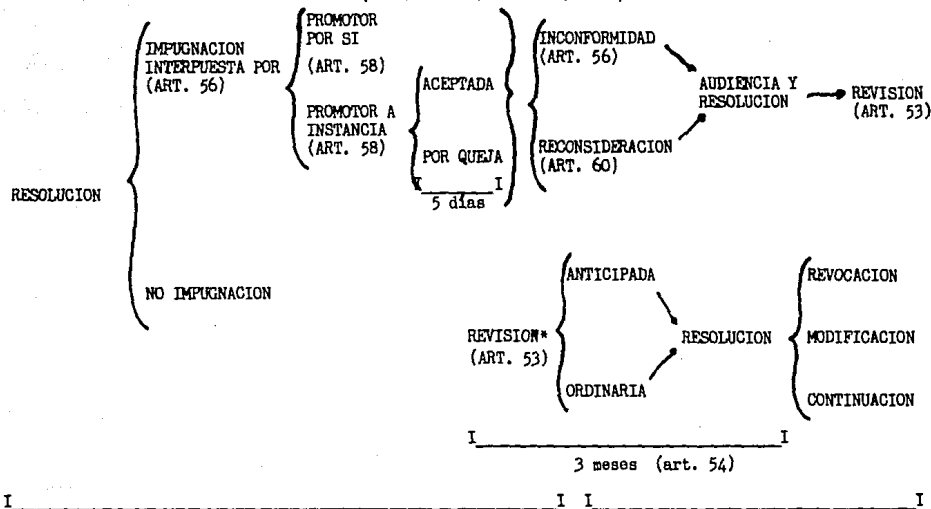 RESOLUCION
IMPUGNACION
INTERPUESTA POR
(ART. 56)
PROMOTOR
POR SI
(ART. 58)
PROMOTOR A
INSTANCIA
(ART. 58)
ACEPTADA
POR QUEJA
I I
5 días
INCONFORMIDAD
(ART. 56)
RECONSIDERACION
(ART. 60)
AUDIENCIA Y
RESOLUCION
REVISION
(ART. 53)
NO IMPUGNACION
REVISION*
(ART. 53)
ANTICIPADA
ORDINARIA
RESOLUCION
REVOCACION
MODIFICACION
CONTINUACION
I I
3 meses (art. 54)
I I I I